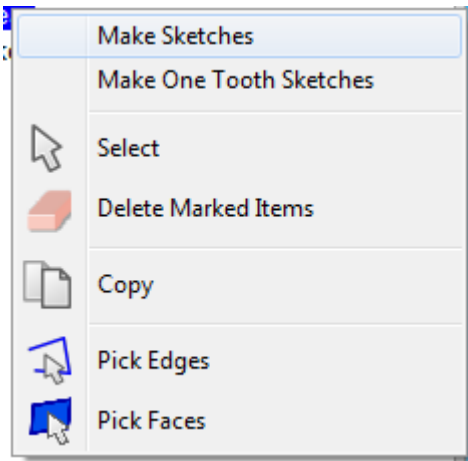 Make Sketches
Make One Tooth Sketches
Select
Delete Marked Items
Copy
Pick Edges
Pick Faces